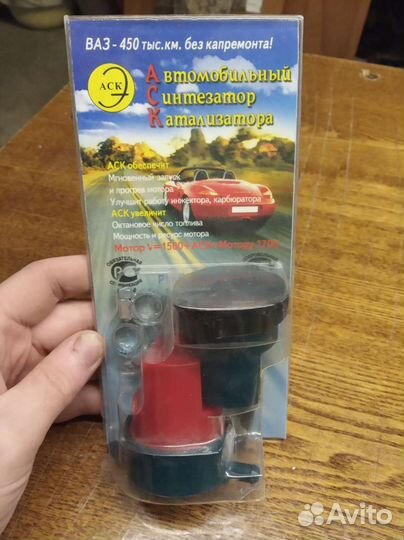 ВАЗ - 450 тыс.км. без капремонта!
АСК
Автомобильный
Синтезатор
Катализатора
АСК обеспечит
Мгновенный запуск
и прогрев мотора
Улучшит работу инжектора, карбюратора
АСК увеличит
Октановое число топлива
Мощность и ресурс мотора
ОБЯЗАТЕЛЬНАЯ
Avito